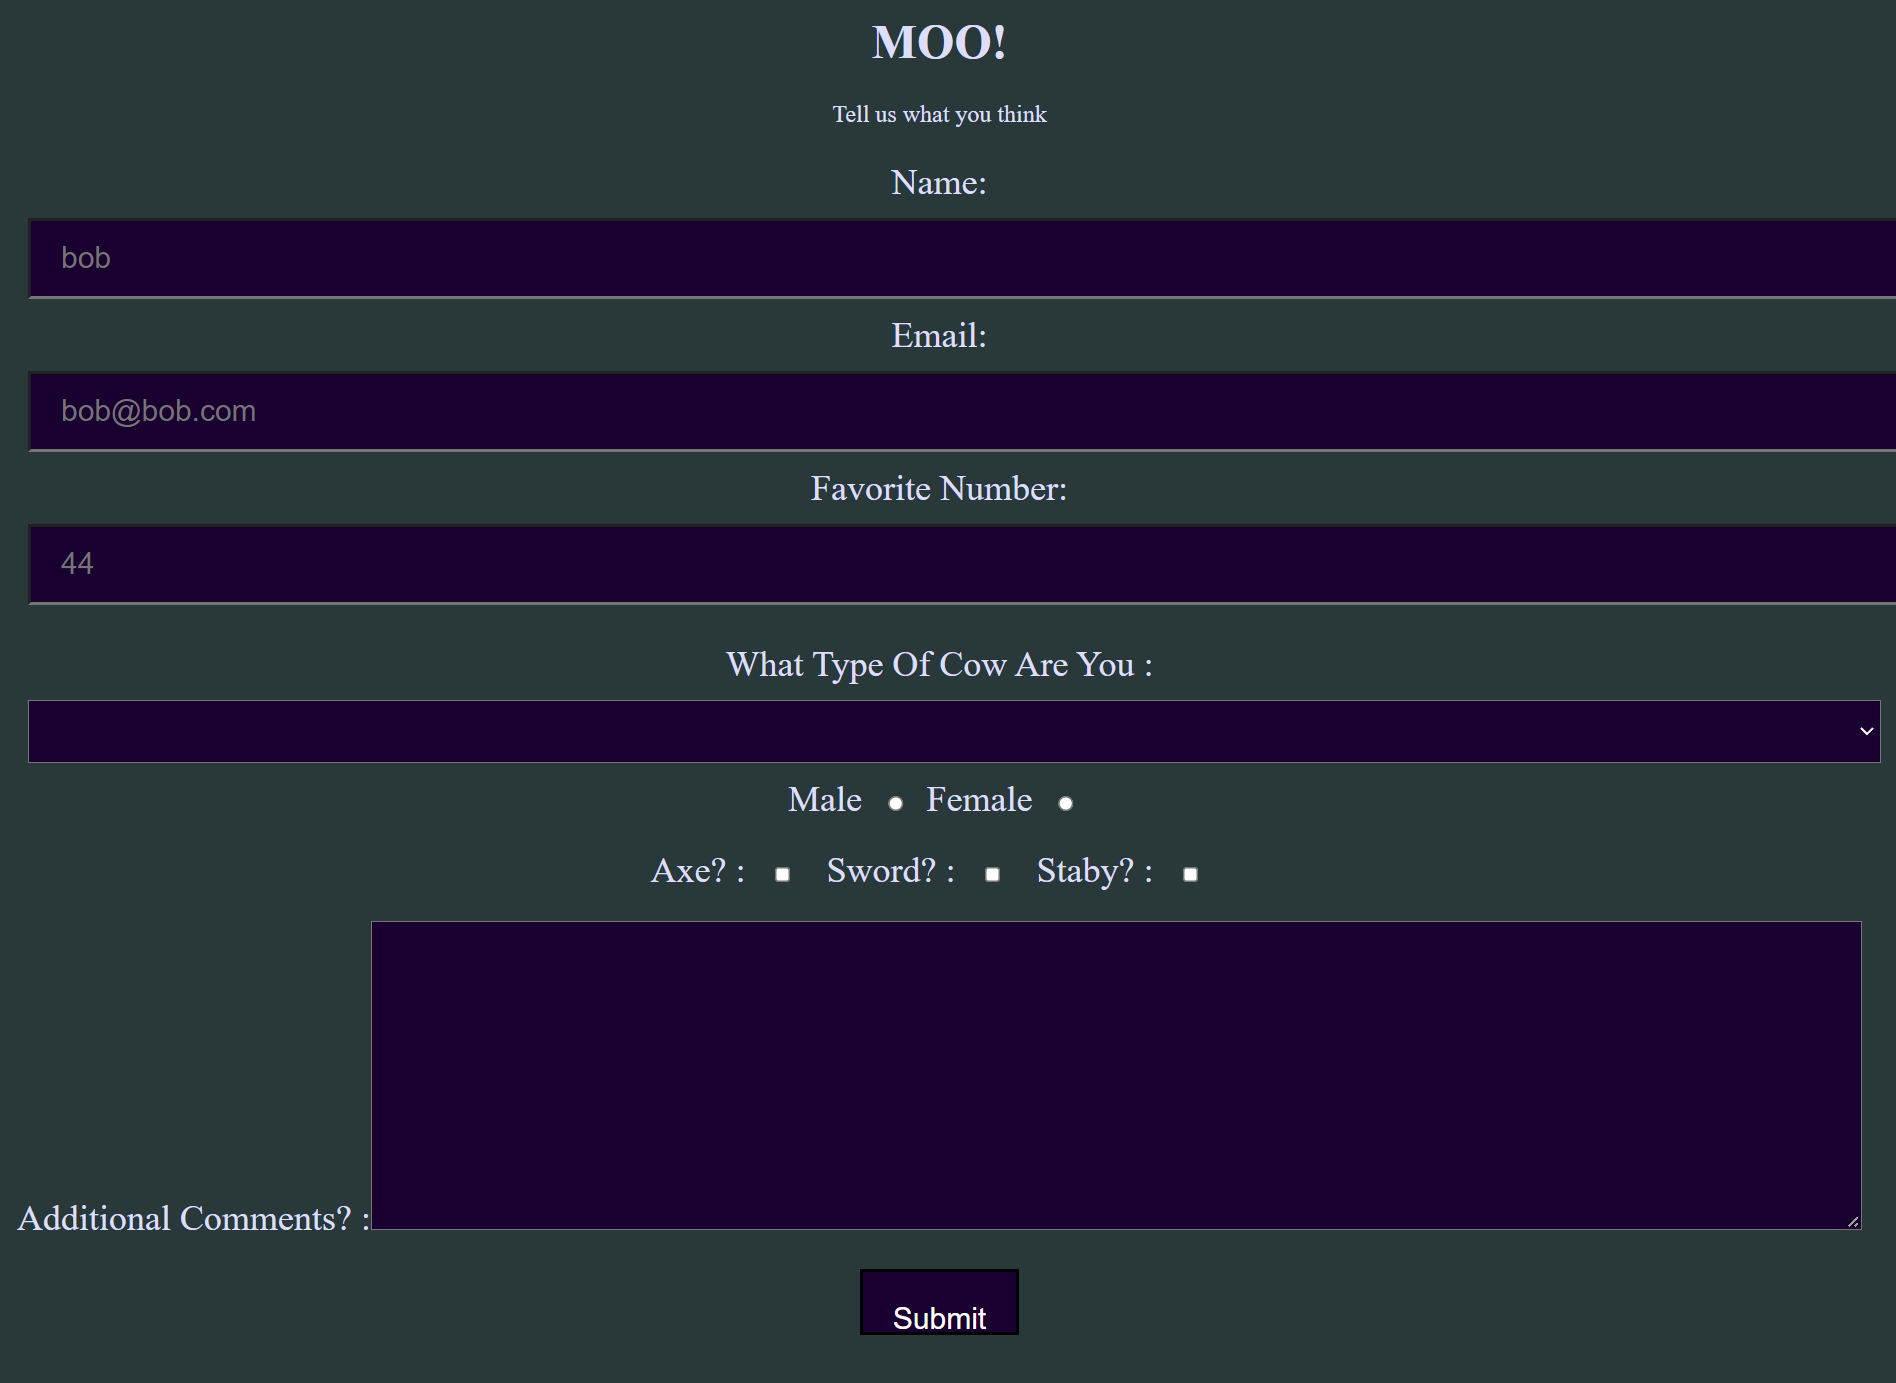 MOO!
Tell us what you think
Name:
bob
Email:
bob@bob.com
Favorite Number:
44
What Type Of Cow Are You :
Male Female
Axe? : Sword? : Staby? :
Additional Comments? :
Submit